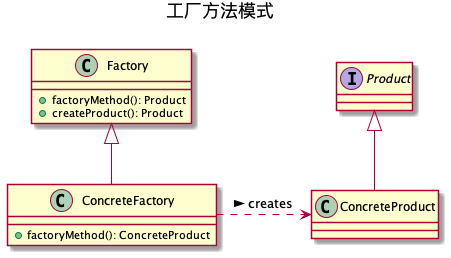 工厂方法模式
C Factory
factoryMethod(): Product
createProduct(): Product
I Product
C ConcreteFactory
factoryMethod(): ConcreteProduct
creates
C ConcreteProduct